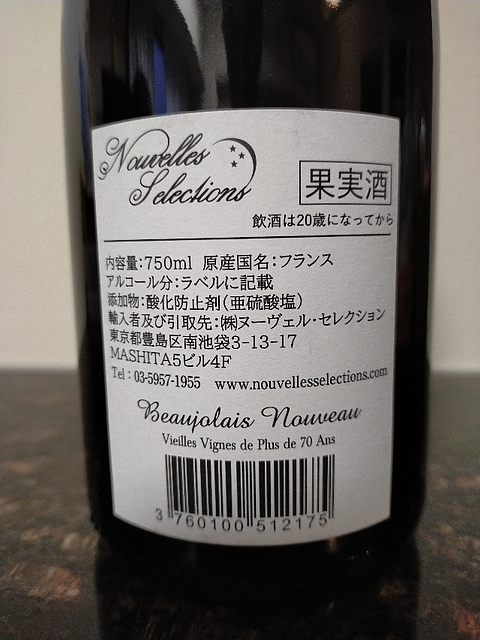 Nouvelles
Selections
果実酒
飲酒は20歳になってから
内容量:750ml 原産国名:フランス
アルコール分:ラベルに記載
添加物:酸化防止剤(亜硫酸塩)
輸入者及び引取先:㈱ヌーヴェル・セレクション
東京都豊島区南池袋3-13-17
MASHITA5ビル4F
Tel : 03-5957-1955 www.nouvellesselections.com
Beaujolais Nouveau
Vieilles Vignes de Plus de 70 Ans
3 760100 512175